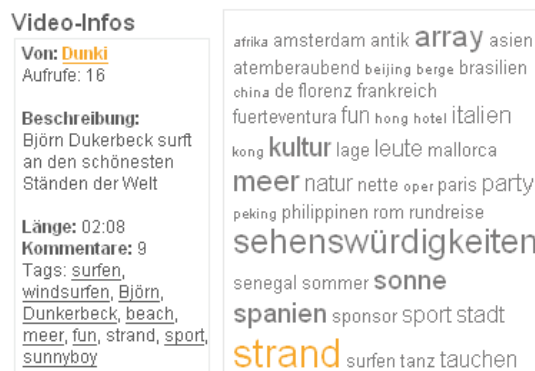 Video-Infos
Von: Dunki
Aufrufe: 16
Beschreibung:
Björn Dukerbeck surft
an den schönesten
Ständen der Welt
Länge: 02:08
Kommentare: 9
Tags: surfen,
windsurfen, Björn,
Dunkerbeck, beach,
meer, fun, strand, sport,
sunnyboy
afrika amsterdam antik array asien
atemberaubend beijing berge brasilien
china de florenz frankreich
fuerteventura fun hong hotel italien
kong kultur lage leute mallorca
meer natur nette oper paris party
peking philippinen rom rundreise
sehenswürdigkeiten
senegal sommer sonne
spanien sponsor sport stadt
strand surfen tanz tauchen